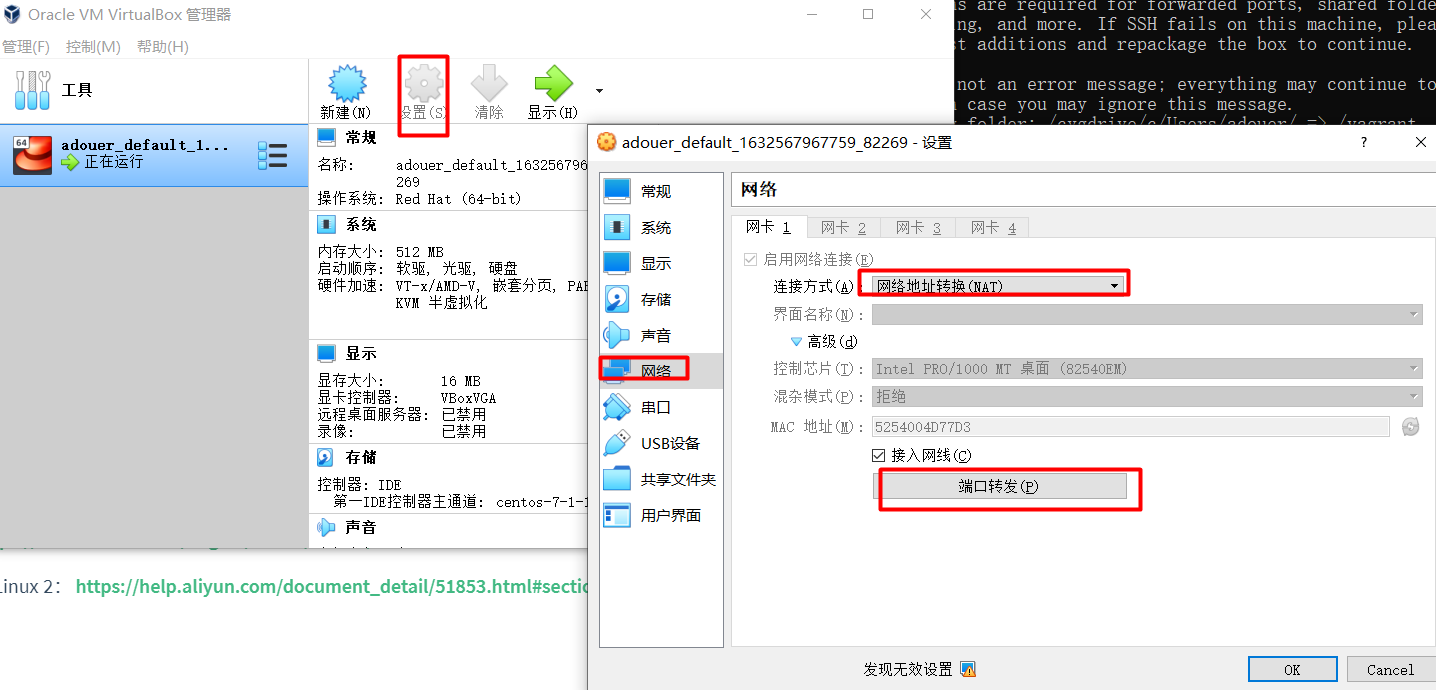 Oracle VM VirtualBox 管理器
管理(F) 控制(M) 帮助(H)
工具
新建(N) 设置(S) 清除 显示(H)
64
adouer_default_1...
正在运行
常规
名称: adouer_default_163256796
269
操作系统: Red Hat (64-bit)
系统
内存大小: 512 MB
启动顺序: 软驱, 光驱, 硬盘
硬件加速: VT-x/AMD-V, 嵌套分页, PAE
KVM 半虚拟化
显示
显存大小: 16 MB
显卡控制器: VBoxVGA
远程桌面服务器: 已禁用
录像: 已禁用
存储
控制器: IDE
第一IDE控制器主通道: centos-7-1-1
声音
Linux 2: https://help.aliyun.com/document_detail/51853.html#sectio
ns are required for forwarded ports, shared folde
ing, and more. If SSH fails on this machine, plea
st additions and repackage the box to continue.
not an error message; everything may continue to
n case you may ignore this message.
folder: /cygdrive/c/Users/adouer/ => /vagrant
adouer_default_1632567967759_82269 - 设置
?
常规
系统
显示
存储
声音
网络
串口
USB设备
共享文件夹
用户界面
网络
网卡 1 网卡 2 网卡 3 网卡 4
启用网络连接(E)
连接方式(A): 网络地址转换(NAT)
界面名称(N):
高级(d)
控制芯片(T): Intel PRO/1000 MT 桌面 (82540EM)
混杂模式(P): 拒绝
MAC 地址(M): 5254004D77D3
接入网线(C)
端口转发(P)
发现无效设置
OK Cancel